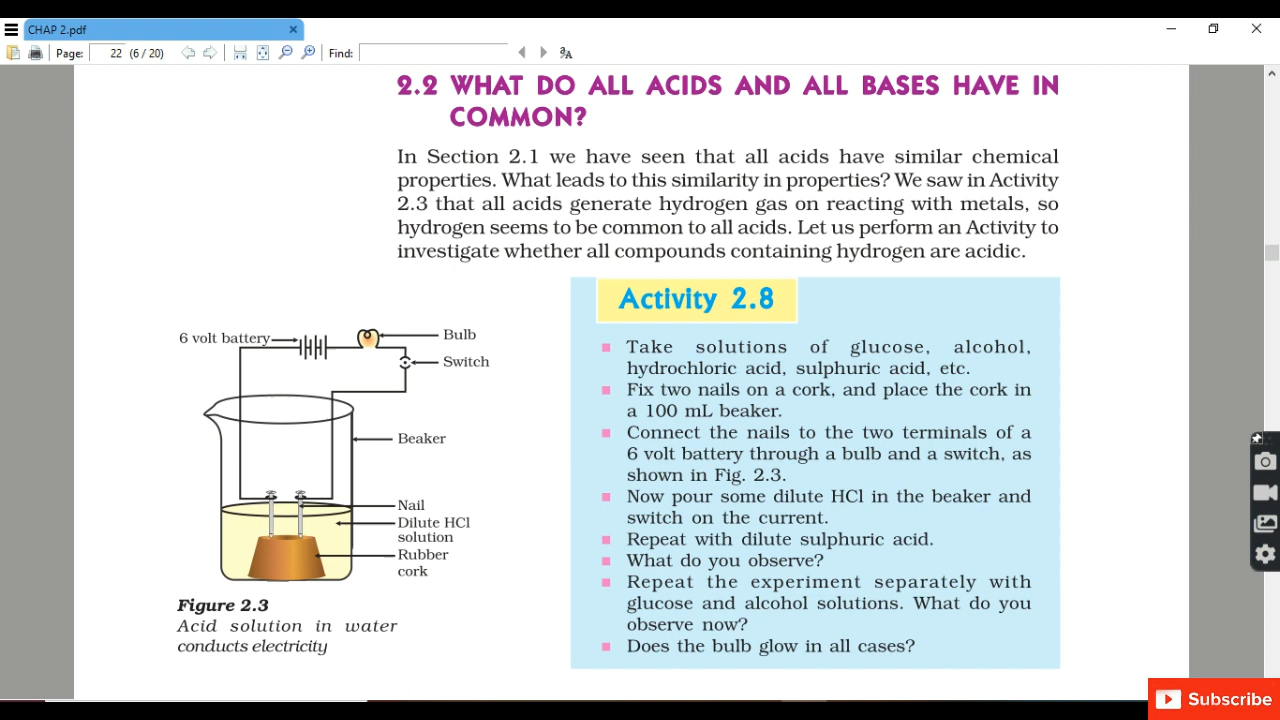 CHAP 2.pdf
Page: 22 (6 / 20) Find:
2.2 WHAT DO ALL ACIDS AND ALL BASES HAVE IN
COMMON?
In Section 2.1 we have seen that all acids have similar chemical
properties. What leads to this similarity in properties? We saw in Activity
2.3 that all acids generate hydrogen gas on reacting with metals, so
hydrogen seems to be common to all acids. Let us perform an Activity to
investigate whether all compounds containing hydrogen are acidic.
6 volt battery
Bulb
Switch
Beaker
Nail
Dilute HCl
solution
Rubber
cork
Figure 2.3
Acid solution in water
conducts electricity
Activity 2.8
Take solutions of glucose, alcohol,
hydrochloric acid, sulphuric acid, etc.
Fix two nails on a cork, and place the cork in
a 100 mL beaker.
Connect the nails to the two terminals of a
6 volt battery through a bulb and a switch, as
shown in Fig. 2.3.
Now pour some dilute HCl in the beaker and
switch on the current.
Repeat with dilute sulphuric acid.
What do you observe?
Repeat the experiment separately with
glucose and alcohol solutions. What do you
observe now?
Does the bulb glow in all cases?
Subscribe